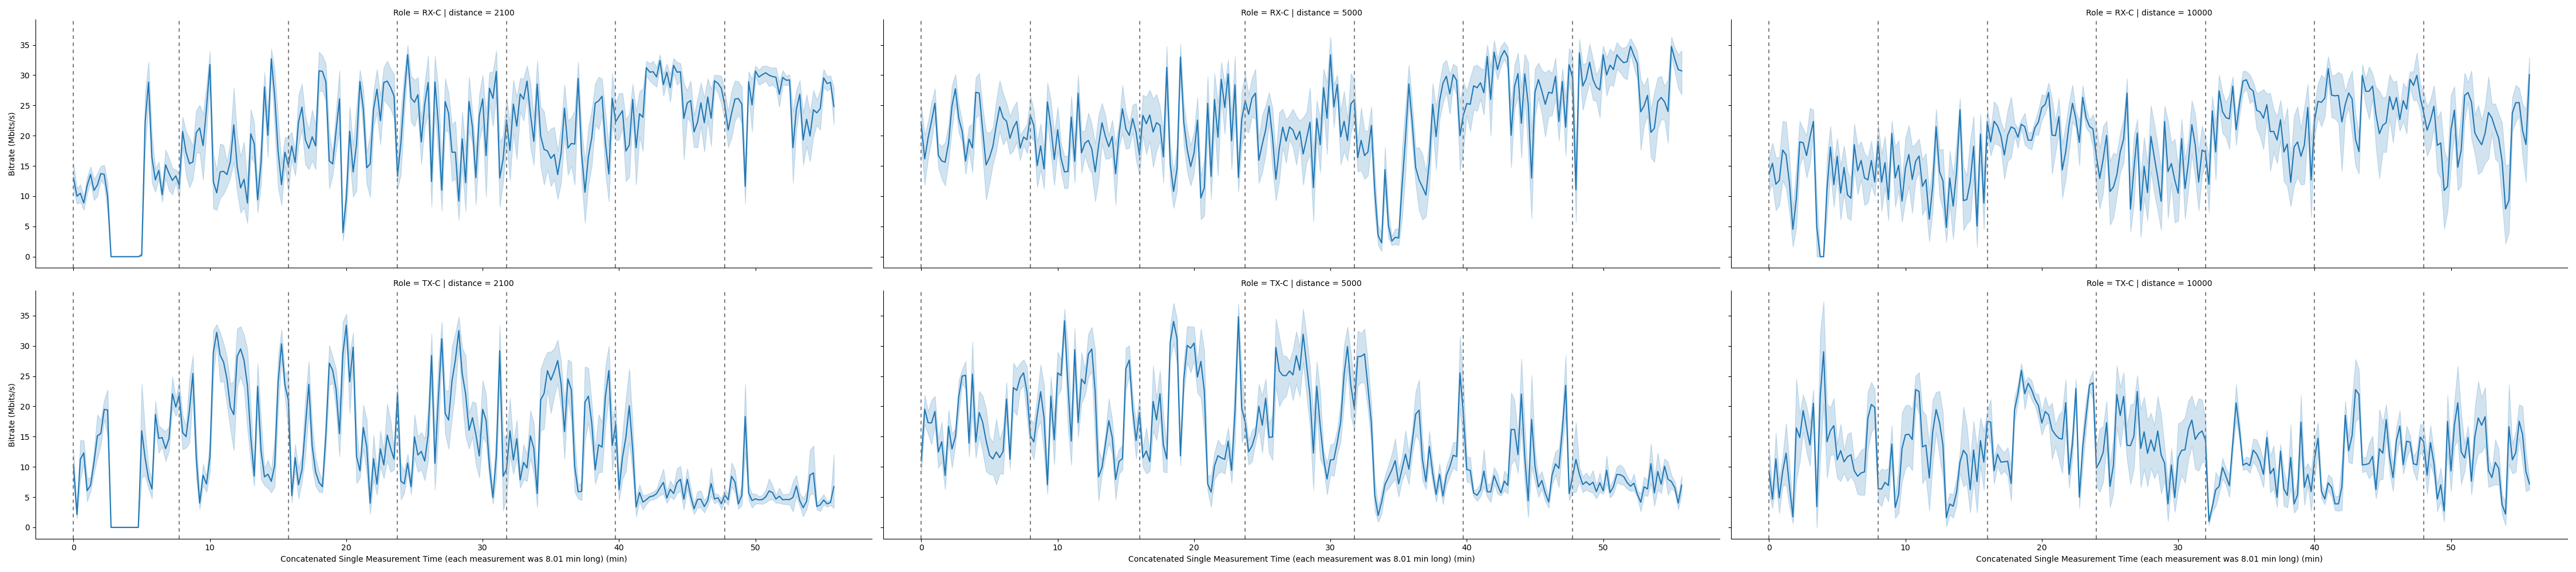 Role = RX-C | distance = 2100
Role = RX-C | distance = 5000
Role = RX-C | distance = 10000
Bitrate (Mbits/s)
35
30
25
20
15
10
5
0
Role = TX-C | distance = 2100
Role = TX-C | distance = 5000
Role = TX-C | distance = 10000
Bitrate (Mbits/s)
35
30
25
20
15
10
5
0
0 10 20 30 40 50
0 10 20 30 40 50
0 10 20 30 40 50
Concatenated Single Measurement Time (each measurement was 8.01 min long) (min)
Concatenated Single Measurement Time (each measurement was 8.01 min long) (min)
Concatenated Single Measurement Time (each measurement was 8.01 min long) (min)